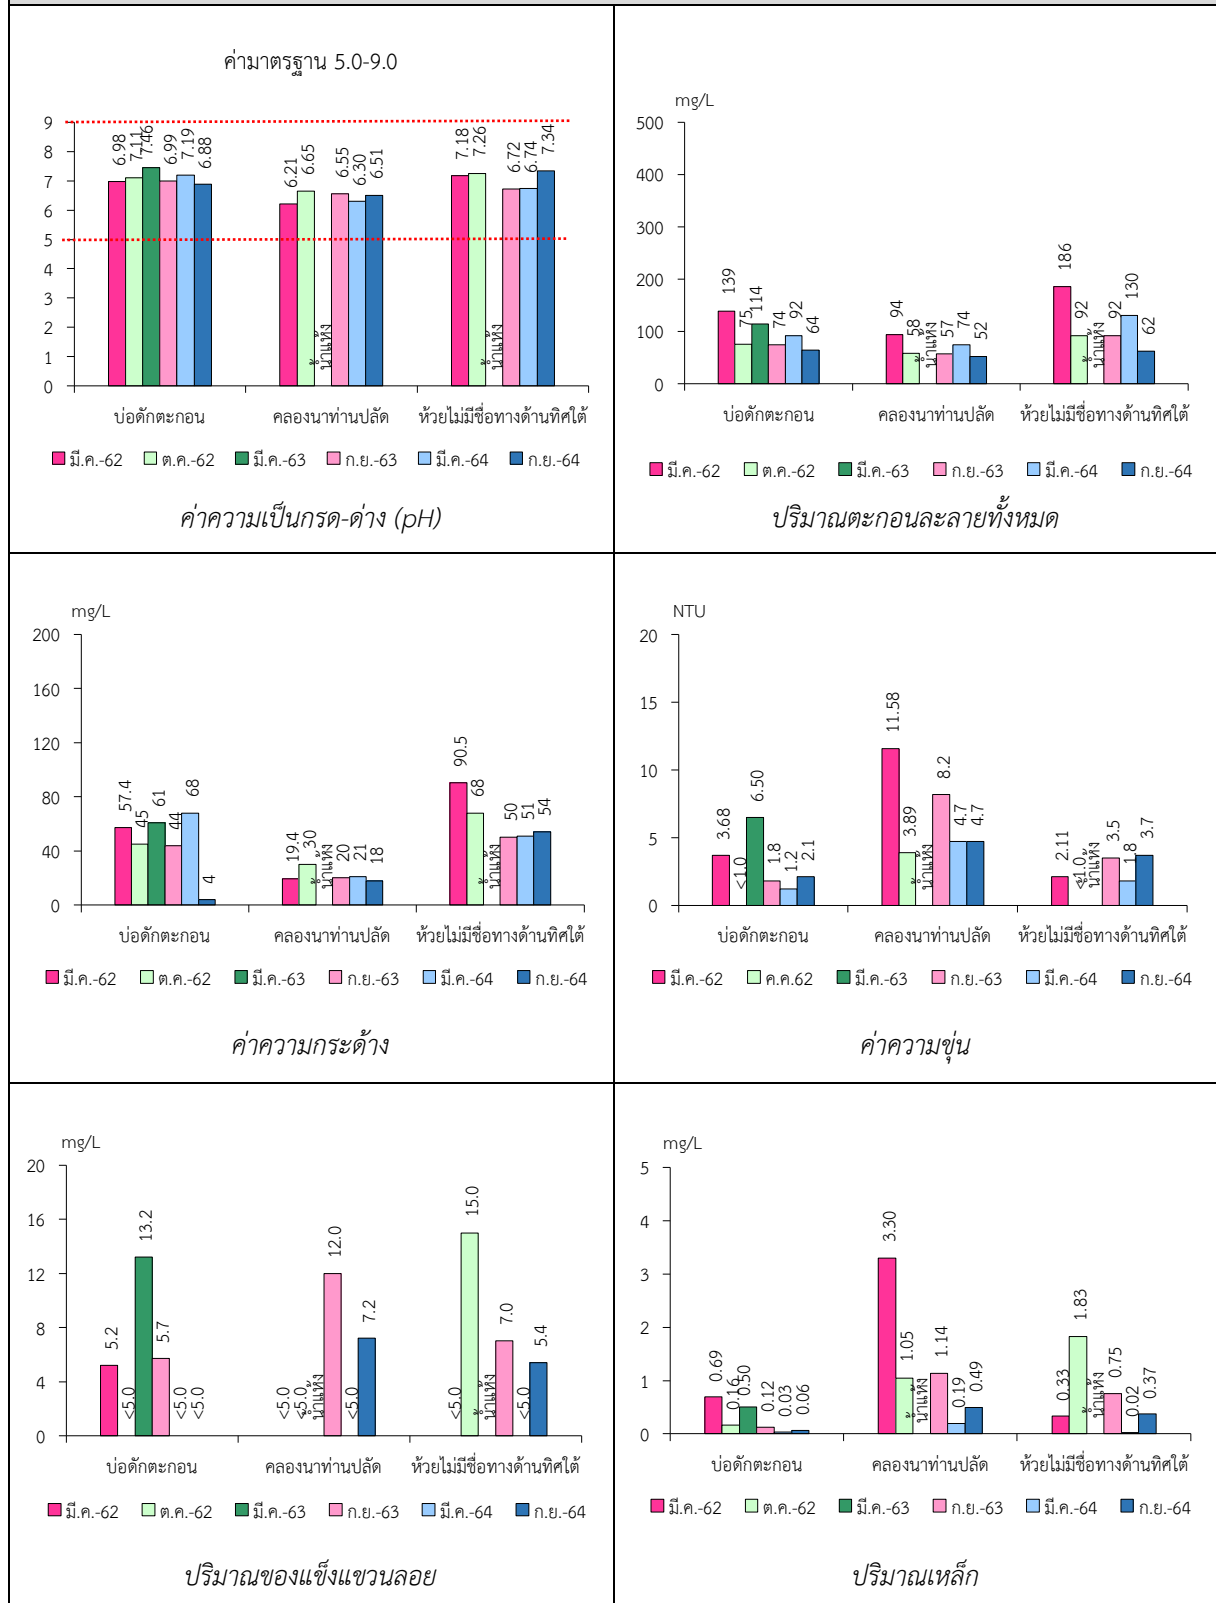 ค่ามาตรฐาน 5.0-9.0
9
8
7
6
5
4
3
2
1
0
6.98 7.11 7.46 6.99 7.19 6.88
6.21 6.65 น้ำแห้ง 6.55 6.30 6.51
7.18 7.26 น้ำแห้ง 6.72 6.74 7.34
บ่อดักตะกอน คลองนาท่านปลัด ห้วยไม่มีชื่อทางด้านทิศใต้
มี.ค.-62 ต.ค.-62 มี.ค.-63 ก.ย.-63 มี.ค.-64 ก.ย.-64
ค่าความเป็นกรด-ด่าง (pH)
mg/L
500
400
300
200
100
0
139 75 114 74 92 64
94 58 น้ำแห้ง 57 74 52
186 92 น้ำแห้ง 92 130 62
บ่อดักตะกอน คลองนาท่านปลัด ห้วยไม่มีชื่อทางด้านทิศใต้
มี.ค.-62 ต.ค.-62 มี.ค.-63 ก.ย.-63 มี.ค.-64 ก.ย.-64
ปริมาณตะกอนละลายทั้งหมด
mg/L
200
160
120
80
40
0
57.4 45 61 44 68 4
19.4 30 น้ำแห้ง 20 21 18
90.5 68 น้ำแห้ง 50 51 54
บ่อดักตะกอน คลองนาท่านปลัด ห้วยไม่มีชื่อทางด้านทิศใต้
มี.ค.-62 ต.ค.-62 มี.ค.-63 ก.ย.-63 มี.ค.-64 ก.ย.-64
ค่าความกระด้าง
NTU
20
15
10
5
0
3.68 <1.0 6.50 1.8 1.2 2.1
11.58 3.89 น้ำแห้ง 8.2 4.7 4.7
2.11 <1.0 น้ำแห้ง 3.5 1.8 3.7
บ่อดักตะกอน คลองนาท่านปลัด ห้วยไม่มีชื่อทางด้านทิศใต้
มี.ค.-62 ค.ค.62 มี.ค.-63 ก.ย.-63 มี.ค.-64 ก.ย.-64
ค่าความขุ่น
mg/L
20
16
12
8
4
0
5.2 <5.0 13.2 5.7 <5.0 <5.0
<5.0 <5.0 น้ำแห้ง 12.0 <5.0 7.2
<5.0 15.0 น้ำแห้ง 7.0 <5.0 5.4
บ่อดักตะกอน คลองนาท่านปลัด ห้วยไม่มีชื่อทางด้านทิศใต้
มี.ค.-62 ต.ค.-62 มี.ค.-63 ก.ย.-63 มี.ค.-64 ก.ย.-64
ปริมาณของแข็งแขวนลอย
mg/L
5
4
3
2
1
0
0.69 0.16 0.50 0.12 0.03 0.06
3.30 1.05 น้ำแห้ง 1.14 0.19 0.49
0.33 1.83 น้ำแห้ง 0.75 0.02 0.37
บ่อดักตะกอน คลองนาท่านปลัด ห้วยไม่มีชื่อทางด้านทิศใต้
มี.ค.-62 ต.ค.-62 มี.ค.-63 ก.ย.-63 มี.ค.-64 ก.ย.-64
ปริมาณเหล็ก